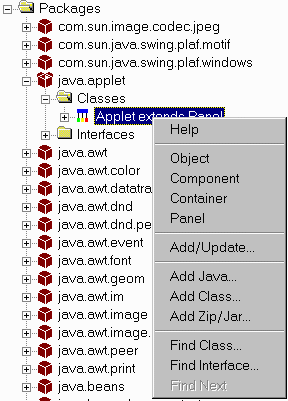 Packages
com.sun.image.codec.jpeg
com.sun.java.swing.plaf.motif
com.sun.java.swing.plaf.windows
java.applet
Classes
Applet extends Panel
Interfaces
java.awt
java.awt.color
java.awt.datatra
java.awt.dnd
java.awt.dnd.pe
java.awt.event
java.awt.font
java.awt.geom
java.awt.im
java.awt.image
java.awt.image.
java.awt.peer
java.awt.print
java.beans
Help
Object
Component
Container
Panel
Add/Update...
Add Java...
Add Class...
Add Zip/Jar...
Find Class...
Find Interface...
Find Next